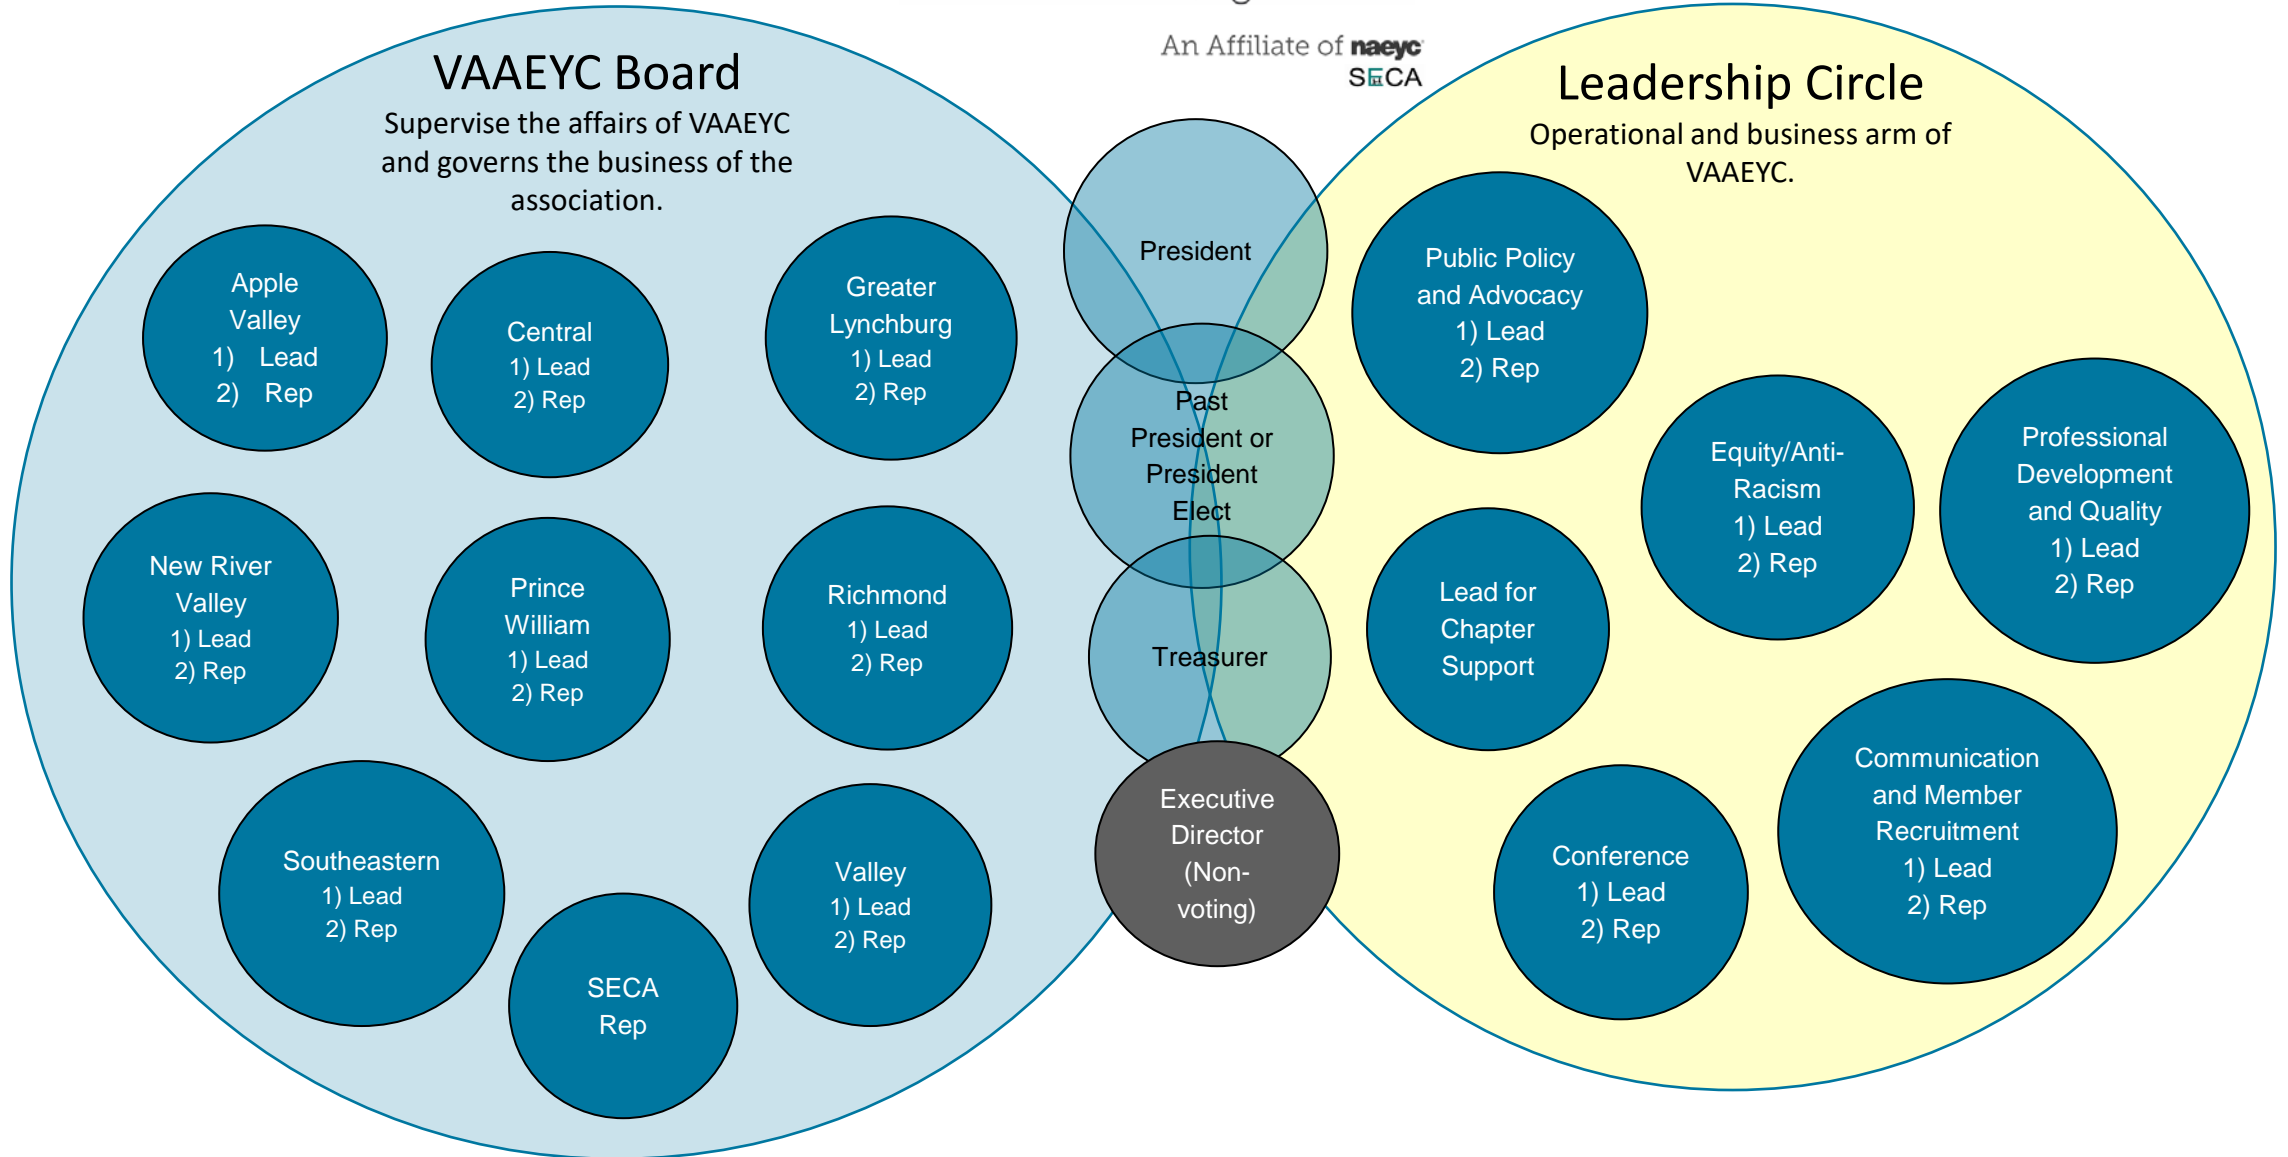 An Affiliate of naeyc
SECA
VAAEYC Board
Supervise the affairs of VAAEYC
and governs the business of the
association.
Apple
Valley
1) Lead
2) Rep
Central
1) Lead
2) Rep
Greater
Lynchburg
1) Lead
2) Rep
New River
Valley
1) Lead
2) Rep
Prince
William
1) Lead
2) Rep
Richmond
1) Lead
2) Rep
Southeastern
1) Lead
2) Rep
SECA
Rep
Valley
1) Lead
2) Rep
President
Past
President or
President
Elect
Treasurer
Executive
Director
(Non-
voting)
Leadership Circle
Operational and business arm of
VAAEYC.
Public Policy
and Advocacy
1) Lead
2) Rep
Equity/Anti-
Racism
1) Lead
2) Rep
Professional
Development
and Quality
1) Lead
2) Rep
Lead for
Chapter
Support
Conference
1) Lead
2) Rep
Communication
and Member
Recruitment
1) Lead
2) Rep